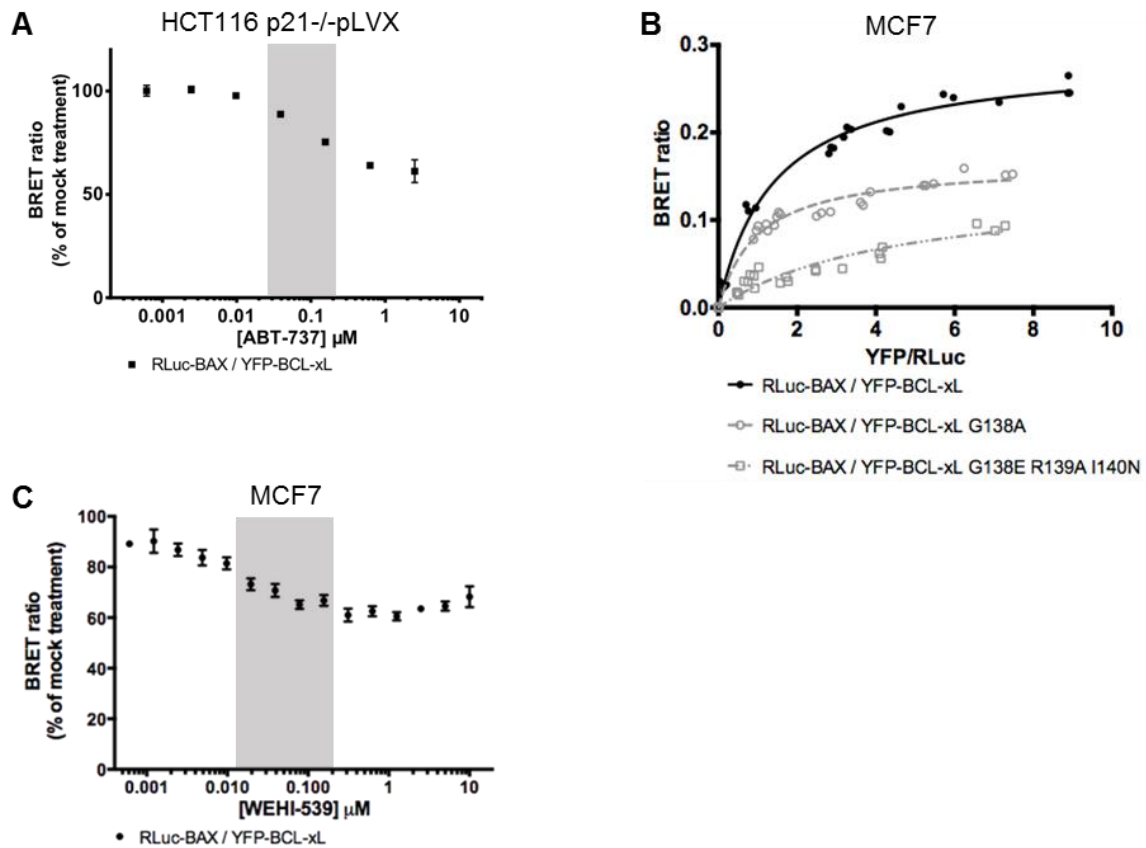 A
HCT116 p21-/-pLVX
BRET ratio
(% of mock treatment)
100
50
0
0.001 0.01 0.1 1 10
[ABT-737] µM
RLuc-BAX / YFP-BCL-xL
B
MCF7
BRET ratio
0.3
0.2
0.1
0.0
0 2 4 6 8 10
YFP/RLuc
RLuc-BAX / YFP-BCL-xL
RLuc-BAX / YFP-BCL-xL G138A
RLuc-BAX / YFP-BCL-xL G138E R139A I140N
C
MCF7
BRET ratio
(% of mock treatment)
100
80
60
40
20
0
0.001 0.010 0.100 1 10
[WEHI-539] µM
RLuc-BAX / YFP-BCL-xL